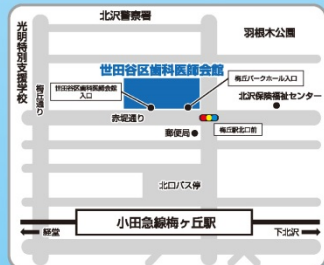 北沢警察署
羽根木公園
光明特別支援学校
梅丘通り
世田谷区歯科医師会館
世田谷区歯科医師会館
入口
梅丘パークホール入口
北沢保険福祉センター
赤堤通り
郵便局
梅丘駅北口前
北口バス停
小田急線梅ヶ丘駅
経堂
下北沢